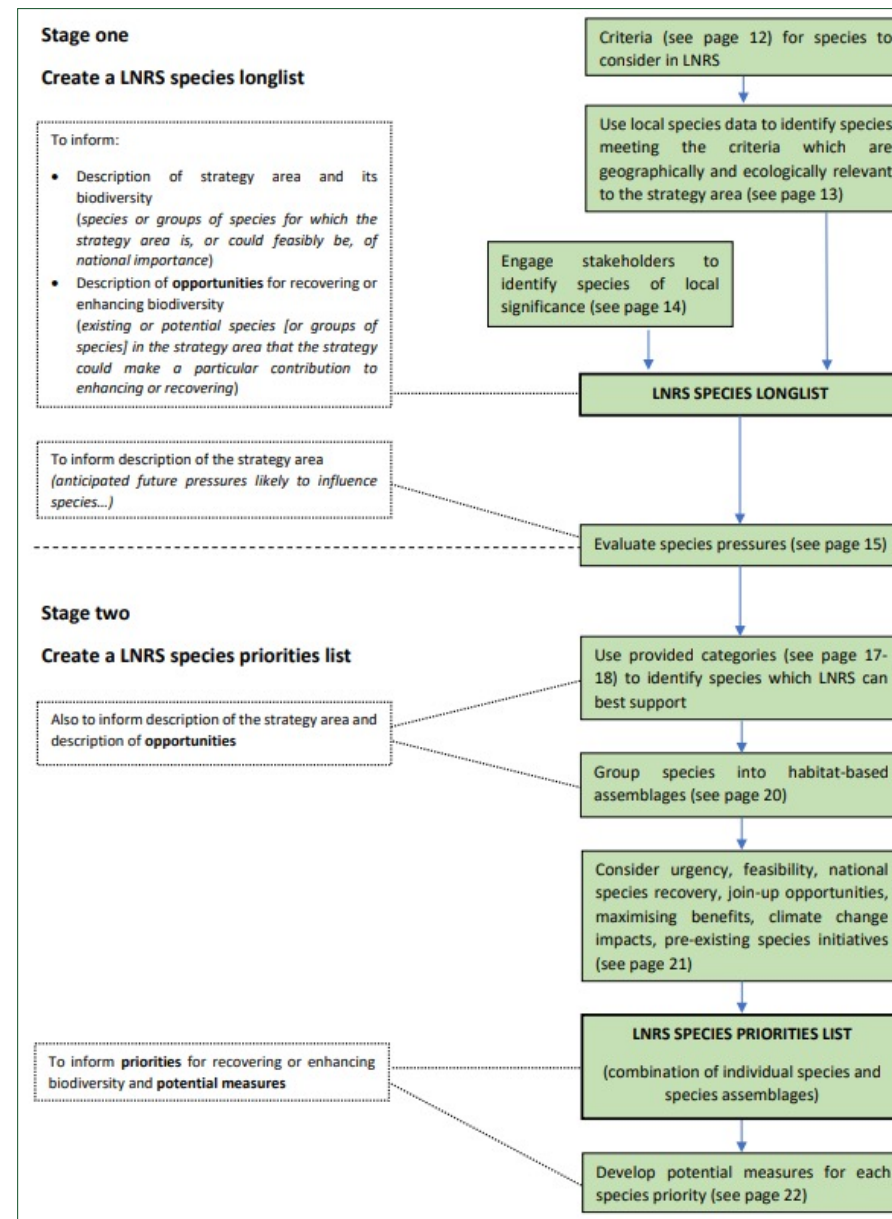 Stage one
Create a LNRS species longlist
Criteria (see page 12) for species to
consider in LNRS
To inform:
• Description of strategy area and its
biodiversity
(species or groups of species for which the
strategy area is, or could feasibly be, of
national importance)
• Description of opportunities for recovering or
enhancing biodiversity
(existing or potential species [or groups of
species] in the strategy area that the strategy
could make a particular contribution to
enhancing or recovering)
Use local species data to identify species
meeting the criteria which are
geographically and ecologically relevant
to the strategy area (see page 13)
Engage stakeholders to
identify species of local
significance (see page 14)
LNRS SPECIES LONGLIST
To inform description of the strategy area
(anticipated future pressures likely to influence
species...)
Evaluate species pressures (see page 15)
Stage two
Create a LNRS species priorities list
Use provided categories (see page 17-
18) to identify species which LNRS can
best support
Also to inform description of the strategy area and
description of opportunities
Group species into habitat-based
assemblages (see page 20)
Consider urgency, feasibility, national
species recovery, join-up opportunities,
maximising benefits, climate change
impacts, pre-existing species initiatives
(see page 21)
LNRS SPECIES PRIORITIES LIST
(combination of individual species and
species assemblages)
To inform priorities for recovering or enhancing
biodiversity and potential measures
Develop potential measures for each
species priority (see page 22)